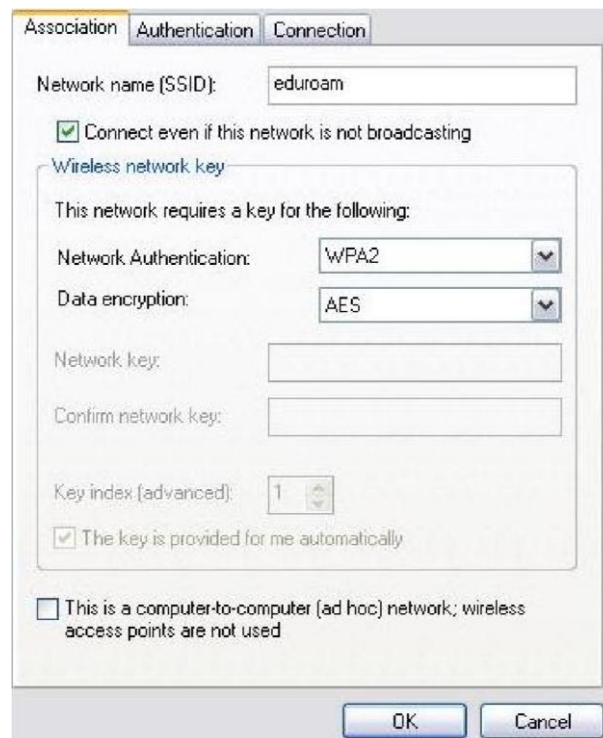 Association Authentication Connection
Network name (SSID): eduroam
Connect even if this network is not broadcasting
Wireless network key
This network requires a key for the following:
Network Authentication: WPA2
Data encryption: AES
Network key:
Confirm network key:
Key index (advanced): 1
The key is provided for me automatically
This is a computer-to-computer (ad hoc) network; wireless
access points are not used
OK Cancel